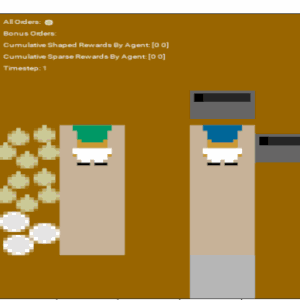 All Orders:
Bonus Orders:
Cumulative Shaped Rewards By Agent: [0 0]
Cumulative Sparse Rewards By Agent: [0 0]
Timestep: 1